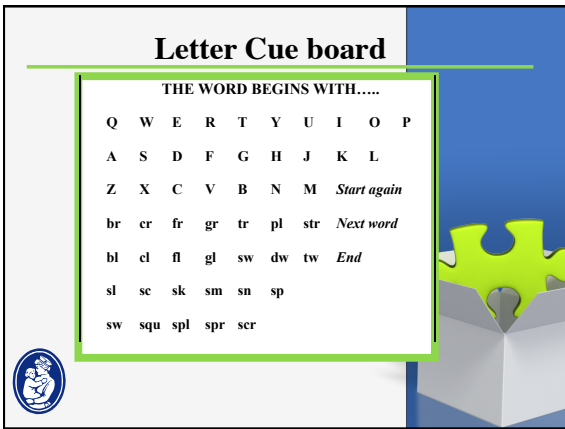 Letter Cue board
THE WORD BEGINS WITH.....
Q W E R T Y U I O P
A S D F G H J K L
Z X C V B N M Start again
br cr fr gr tr pl str Next word
bl cl fl gl sw dw tw End
sl sc sk sm sn sp
sw squ spl spr scr